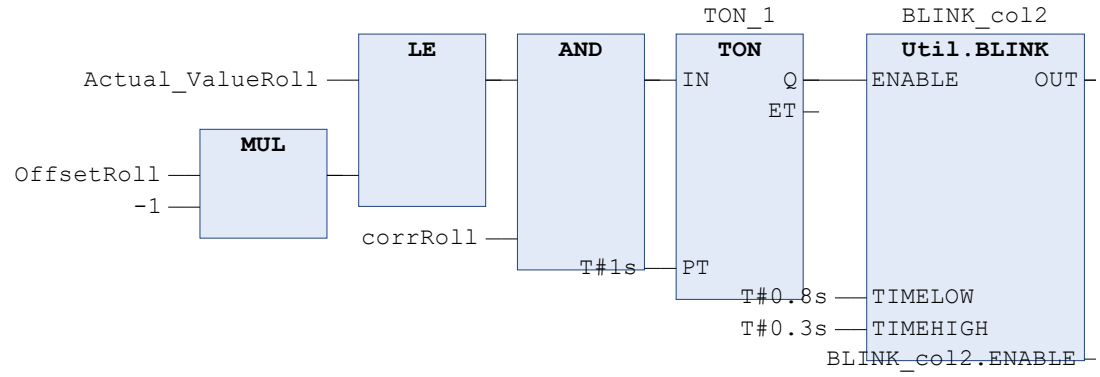 TON_1 BLINK_col2
LE AND TON Util.BLINK
Actual_ValueRoll IN Q ENABLE OUT
ET
MUL
OffsetRoll
-1
corrRoll
T#1s PT
T#0.8s TIMELOW
T#0.3s TIMEHIGH
BLINK_col2.ENABLE